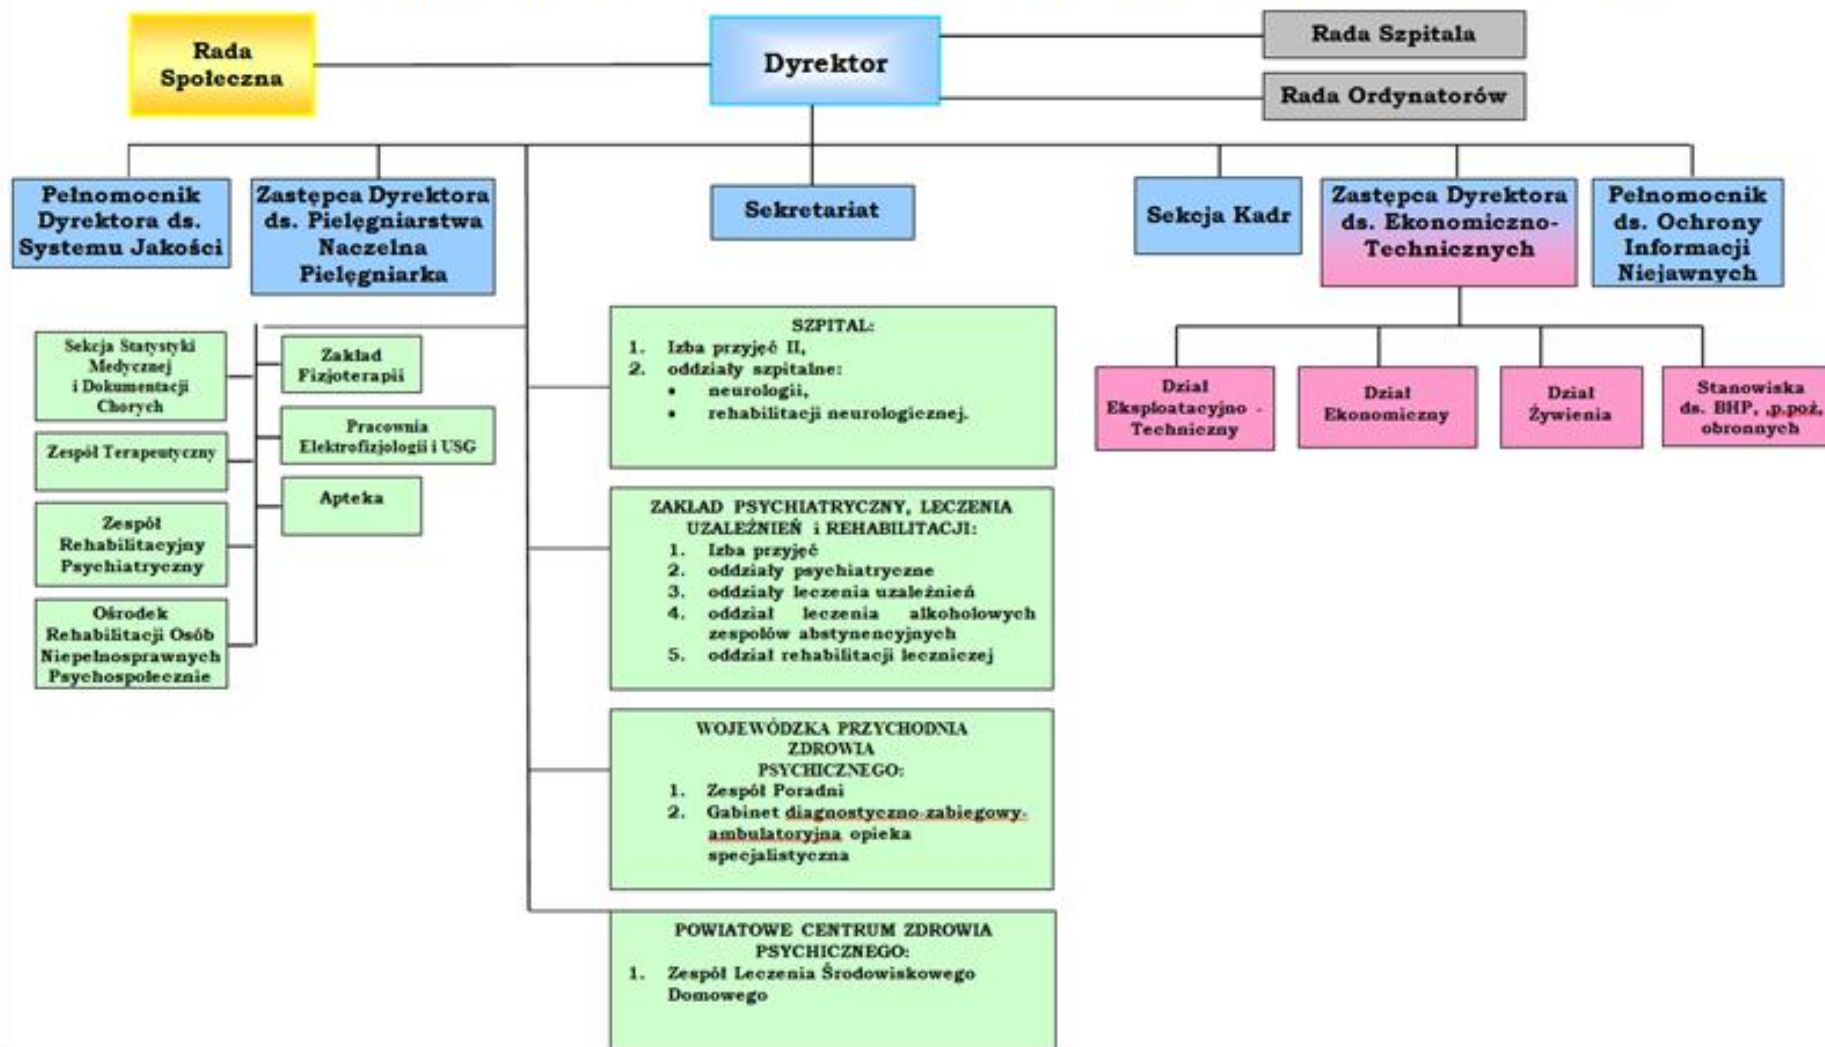 Rada
Społeczna
Dyrektor
Rada Szpitala
Rada Ordynatorów
Pełnomocnik
Dyrektora ds.
Systemu Jakości
Zastępca Dyrektora
ds. Pielęgniarstwa
Naczelna
Pielęgniarka
Sekretariat
Sekcja Kadr
Zastępca Dyrektora
ds. Ekonomiczno-
Technicznych
Pełnomocnik
ds. Ochrony
Informacji
Niejawnych
Sekcja Statystyki
Medycznej
i Dokumentacji
Chorych
Zespół Terapeutyczny
Zespół
Rehabilitacyjny
Psychiatryczny
Ośrodek
Rehabilitacji Osób
Niepełnosprawnych
Psychospołecznie
Zakład
Fizjoterapii
Pracownia
Elektrofizjologii i USG
Apteka
SZPITAL:
1. Izba przyjęć II,
2. oddziały szpitalne:
• neurologii,
• rehabilitacji neurologicznej.
ZAKŁAD PSYCHIATRYCZNY, LECZENIA
UZALEŻNIEŃ i REHABILITACJI:
1. Izba przyjęć
2. oddziały psychiatryczne
3. oddziały leczenia uzależnień
4. oddział leczenia alkoholowych
zespołów abstynencyjnych
5. oddział rehabilitacji leczniczej
WOJEWÓDZKA PRZYCHODNIA
ZDROWIA
PSYCHICZNEGO:
1. Zespół Poradni
2. Gabinet diagnostyczno-zabiegowy-
ambulatoryjna opieka
specjalistyczna
POWIATOWE CENTRUM ZDROWIA
PSYCHICZNEGO:
1. Zespół Leczenia Środowiskowego
Domowego
Dział
Eksploatacyjno -
Techniczny
Dział
Ekonomiczny
Dział
Żywienia
Stanowiska
ds. BHP, ,p.poż,
obronnych